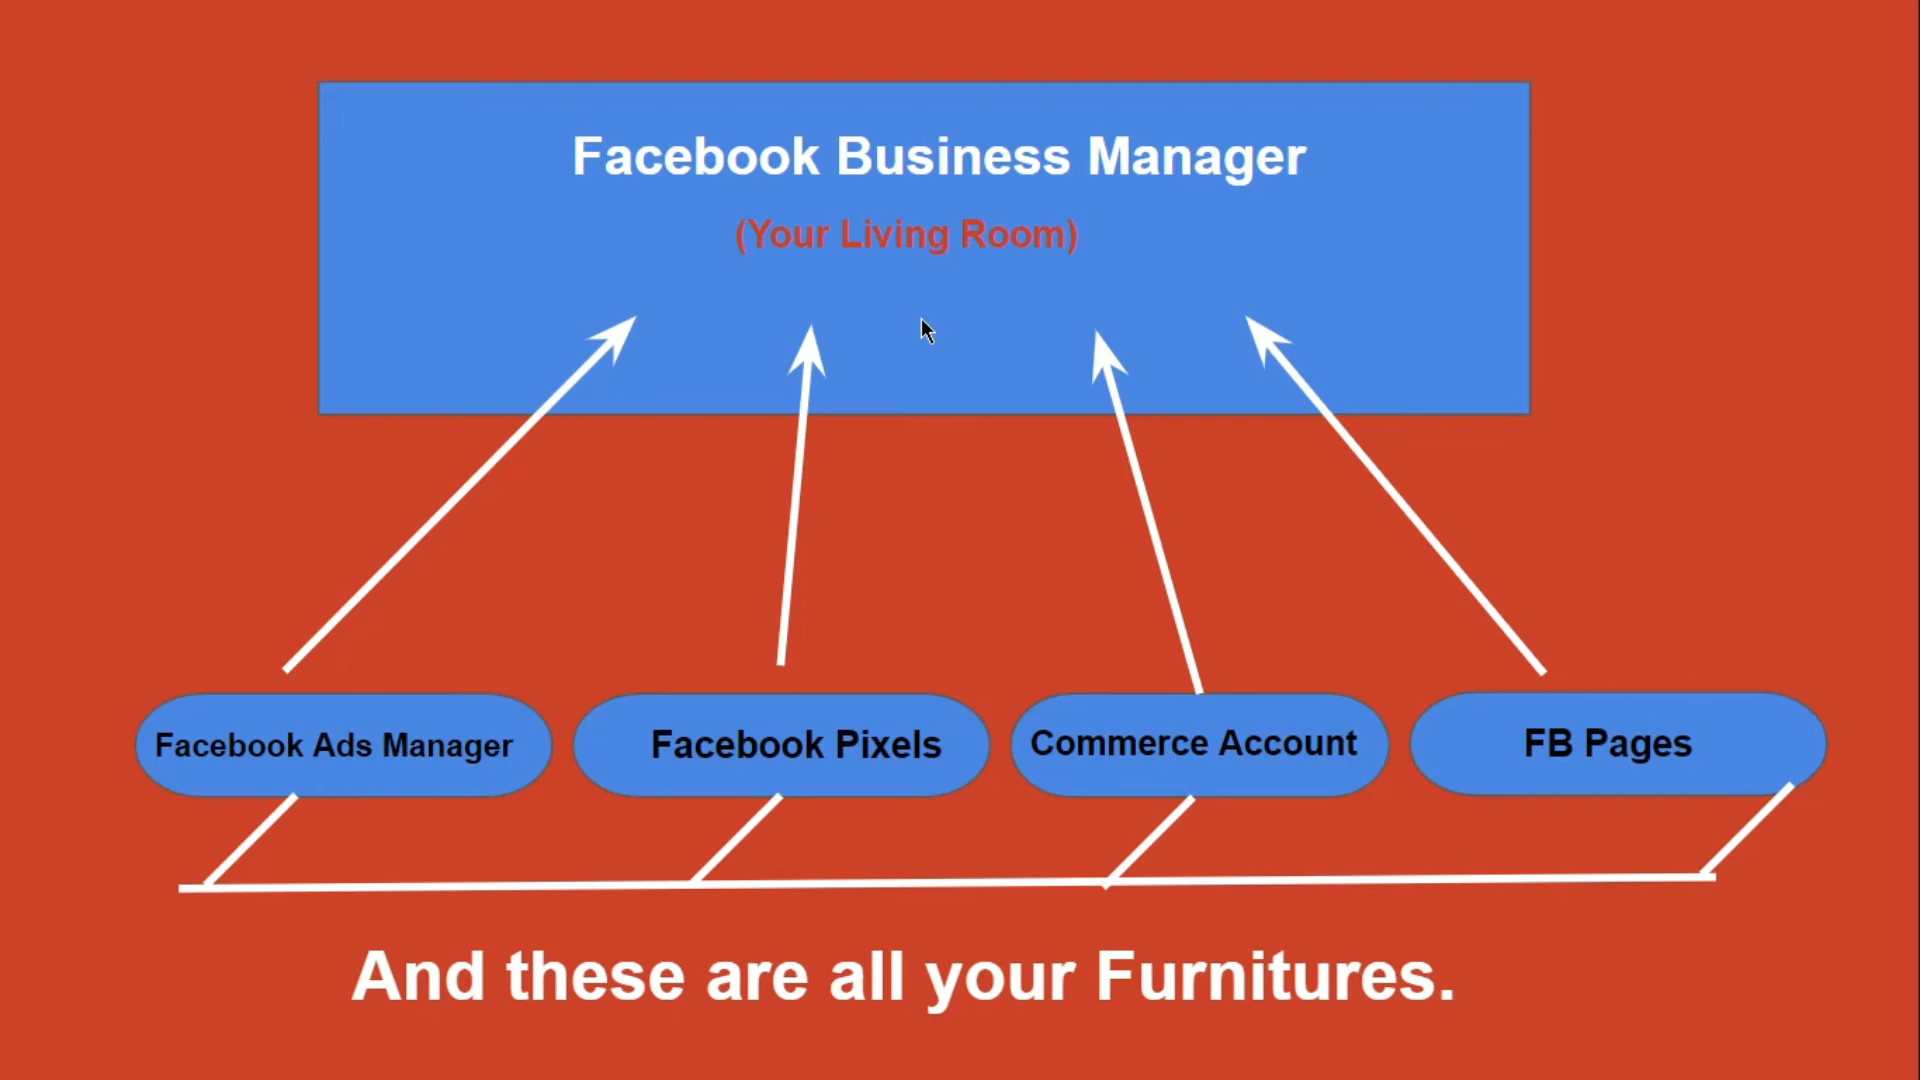 Facebook Business Manager
(Your Living Room)
Facebook Ads Manager
Facebook Pixels
Commerce Account
FB Pages
And these are all your Furnitures.